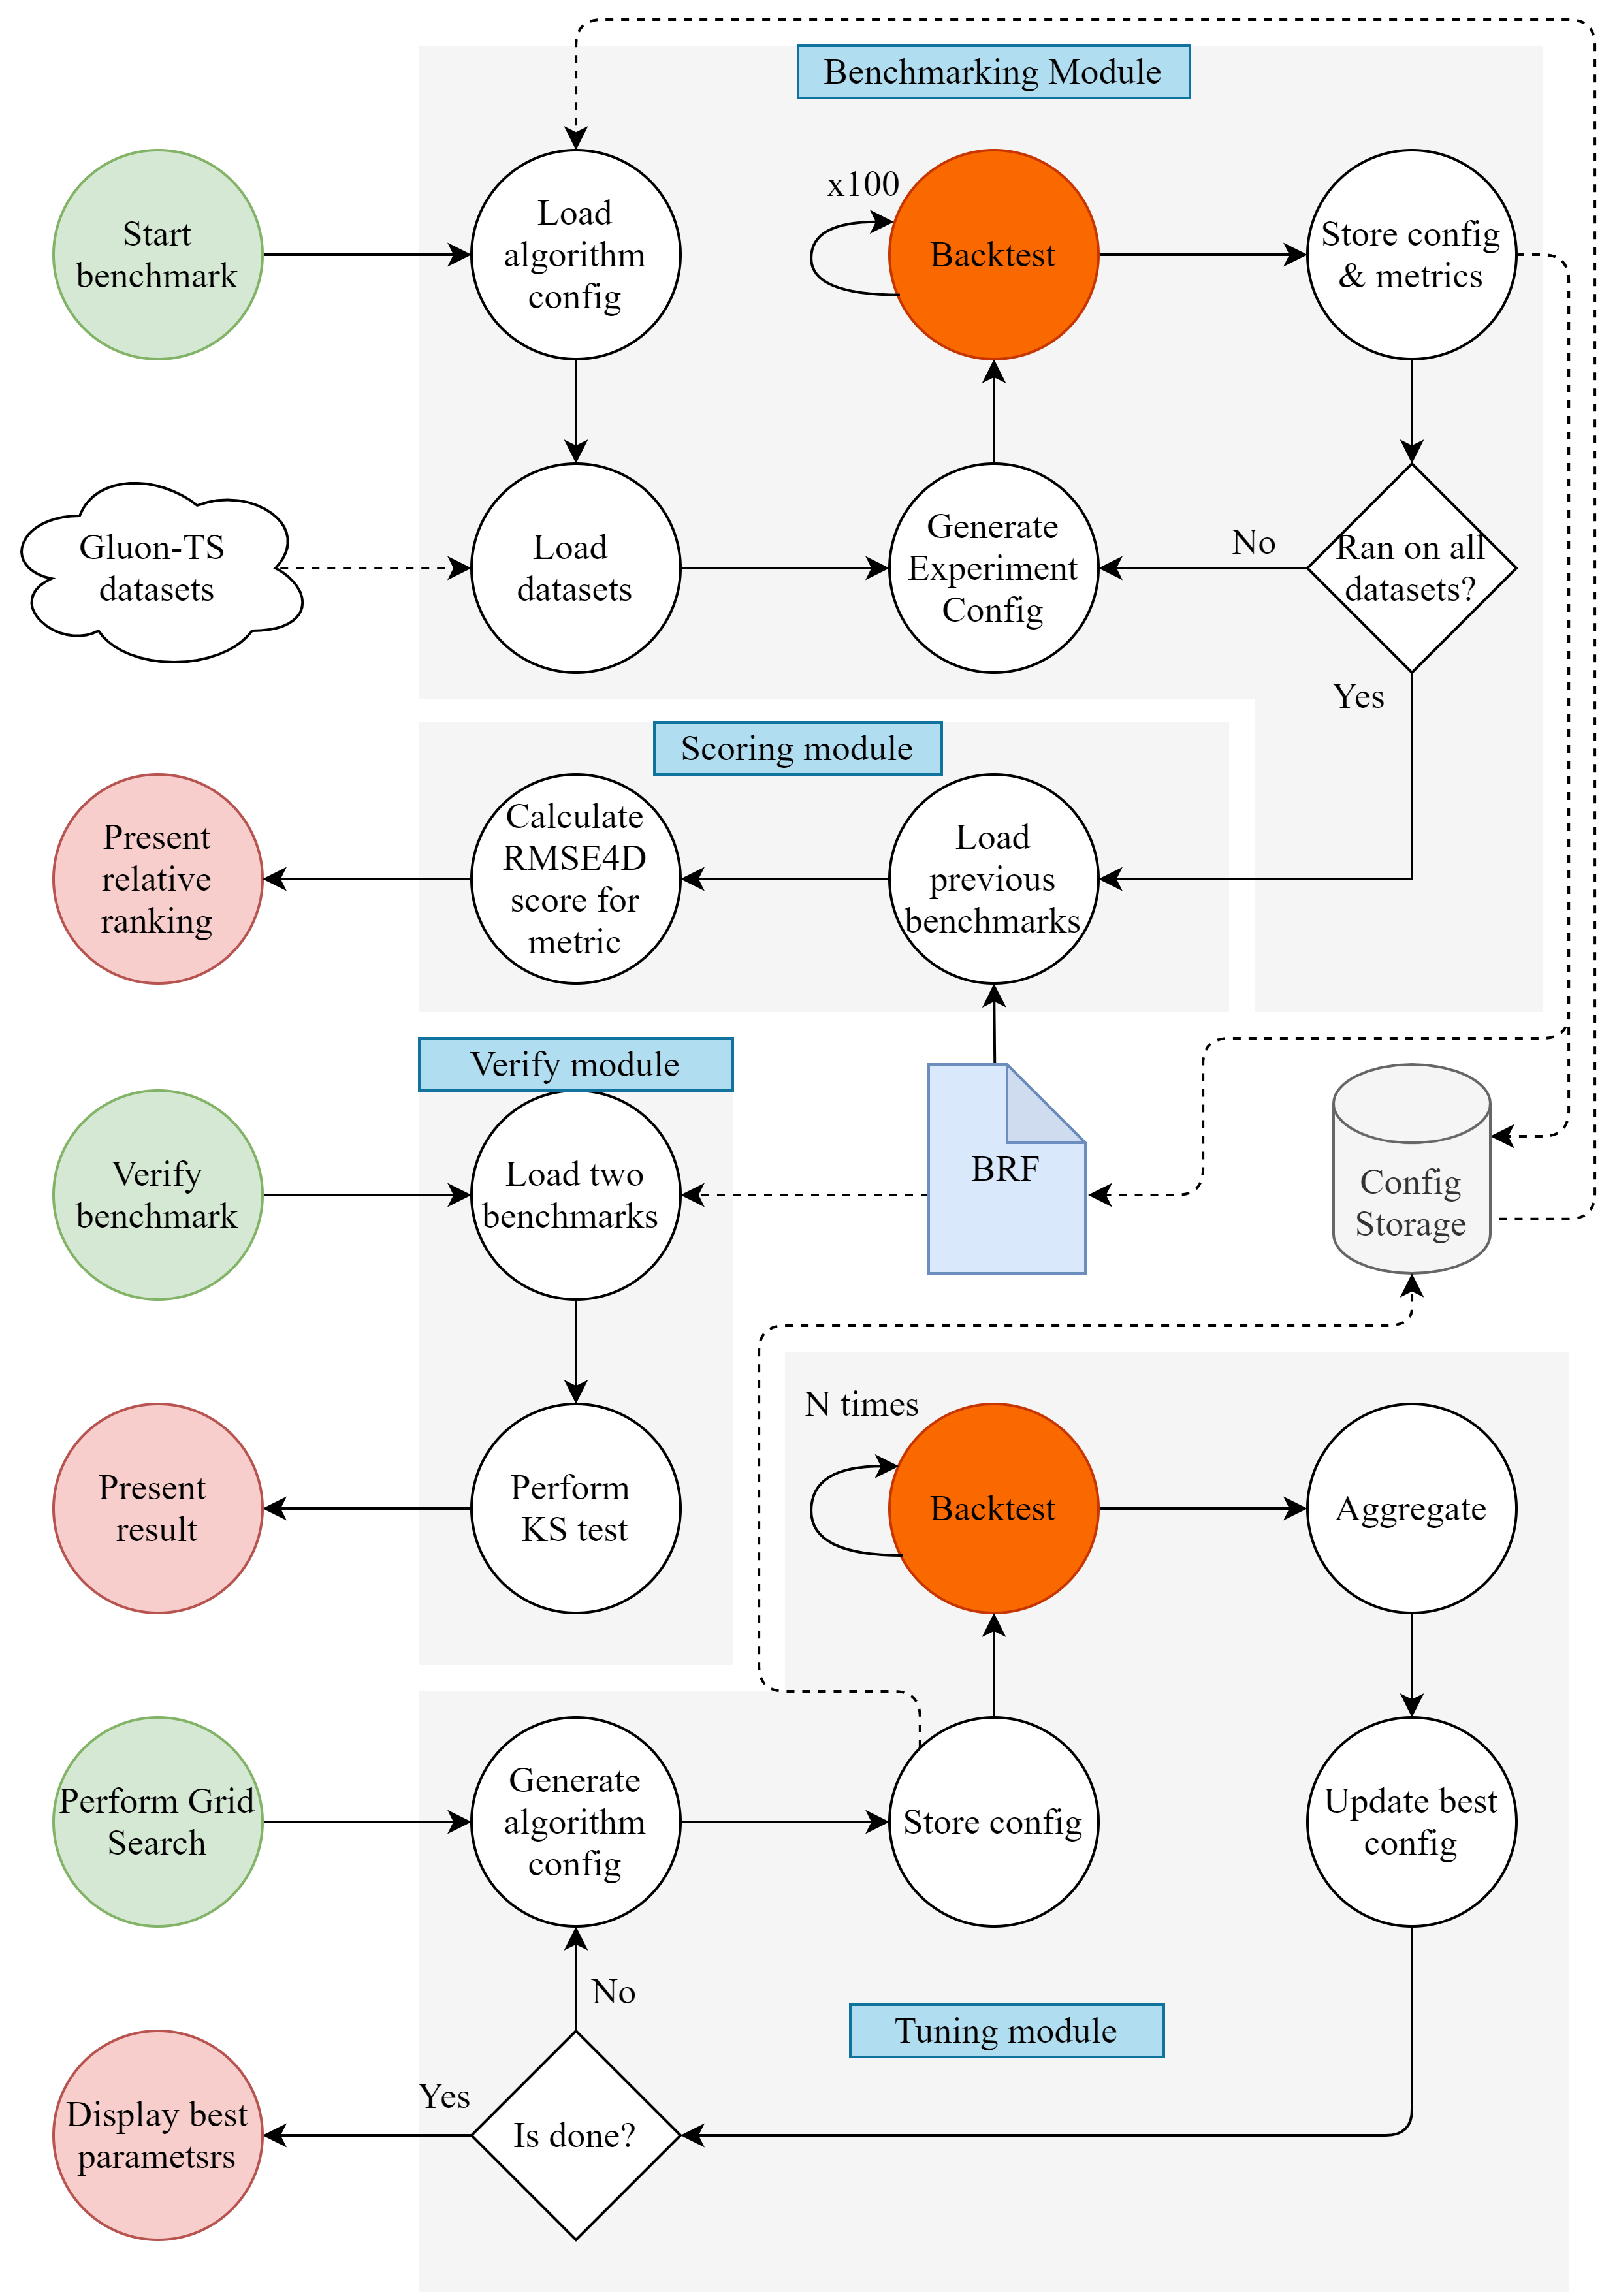 Benchmarking Module
Start
benchmark
Load
algorithm
config
x100
Backtest
Store config
& metrics
Gluon-TS
datasets
Load
datasets
Generate
Experiment
Config
No
Ran on all
datasets?
Yes
Scoring module
Present
relative
ranking
Calculate
RMSE4D
score for
metric
Load
previous
benchmarks
Verify module
Verify
benchmark
Load two
benchmarks
BRF
Config
Storage
Present
result
Perform
KS test
N times
Backtest
Aggregate
Perform Grid
Search
Generate
algorithm
config
Store config
Update best
config
No
Tuning module
Display best
parametsrs
Yes
Is done?